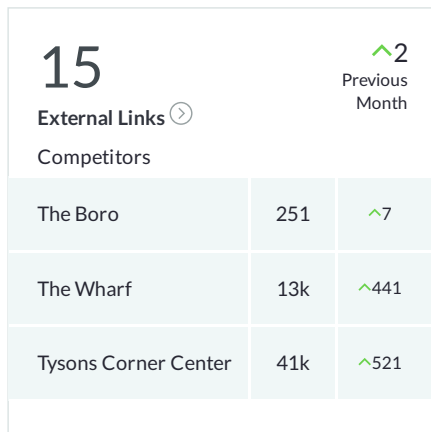 15
2
Previous
Month
External Links
Competitors
The Boro 251 7
The Wharf 13k 441
Tysons Corner Center 41k 521